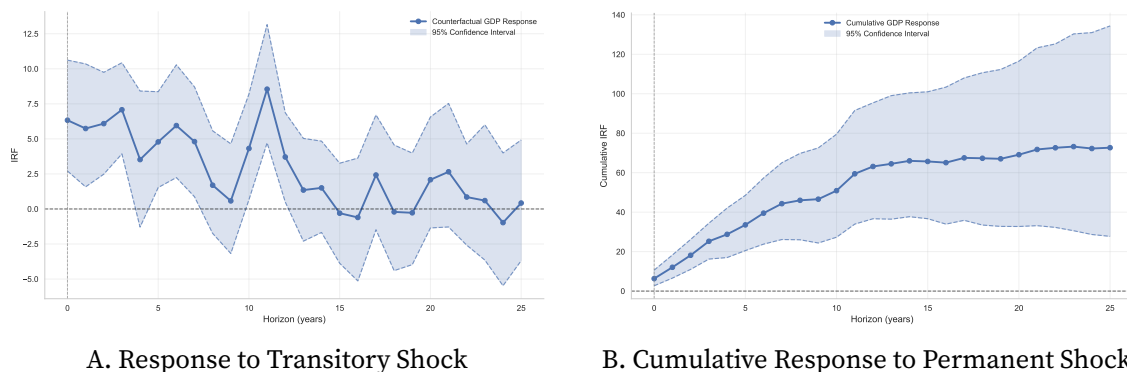 Counterfactual GDP Response
95% Confidence Interval
12.5
10.0
7.5
5.0
2.5
0.0
−2.5
−5.0
IRF
0
5
10
15
20
25
Horizon (years)
A. Response to Transitory Shock
Cumulative GDP Response
95% Confidence Interval
140
120
100
80
60
40
20
0
Cumulative IRF
0
5
10
15
20
25
Horizon (years)
B. Cumulative Response to Permanent Shock